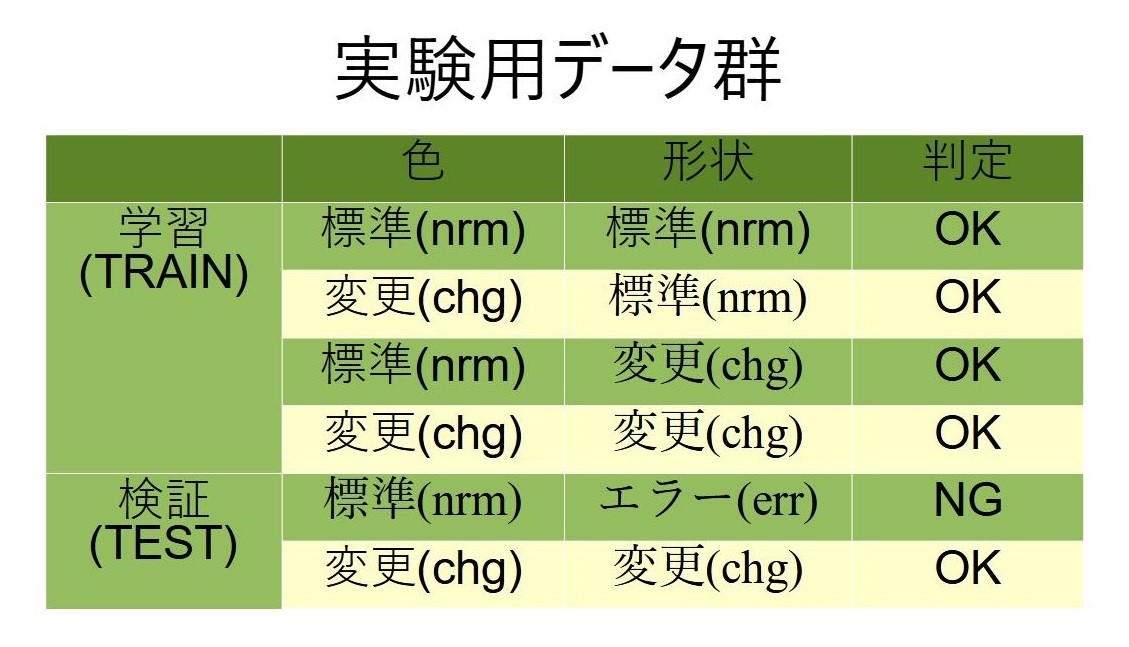 実験用データ群
色 形状 判定
学習
(TRAIN)
標準(nrm) 標準(nrm) OK
変更(chg) 標準(nrm) OK
標準(nrm) 変更(chg) OK
変更(chg) 変更(chg) OK
検証
(TEST)
標準(nrm) エラー(err) NG
変更(chg) 変更(chg) OK